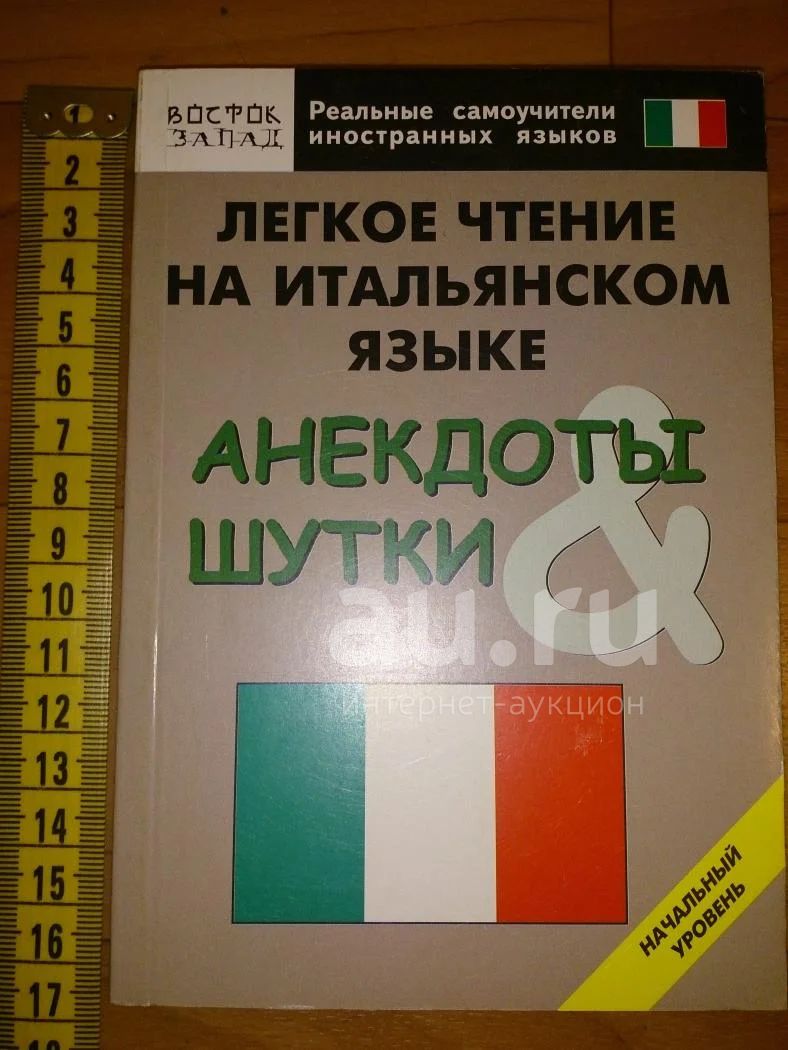 ВОСТОК
ЗАПАД
Реальные самоучители
иностранных языков
ЛЕГКОЕ ЧТЕНИЕ
НА ИТАЛЬЯНСКОМ
ЯЗЫКЕ
АНЕКДОТЫ
&
ШУТКИ
au.ru
интернет-аукцион
НАЧАЛЬНЫЙ
УРОВЕНЬ
1
2
3
4
5
6
7
8
9
10
11
12
13
14
15
16
17